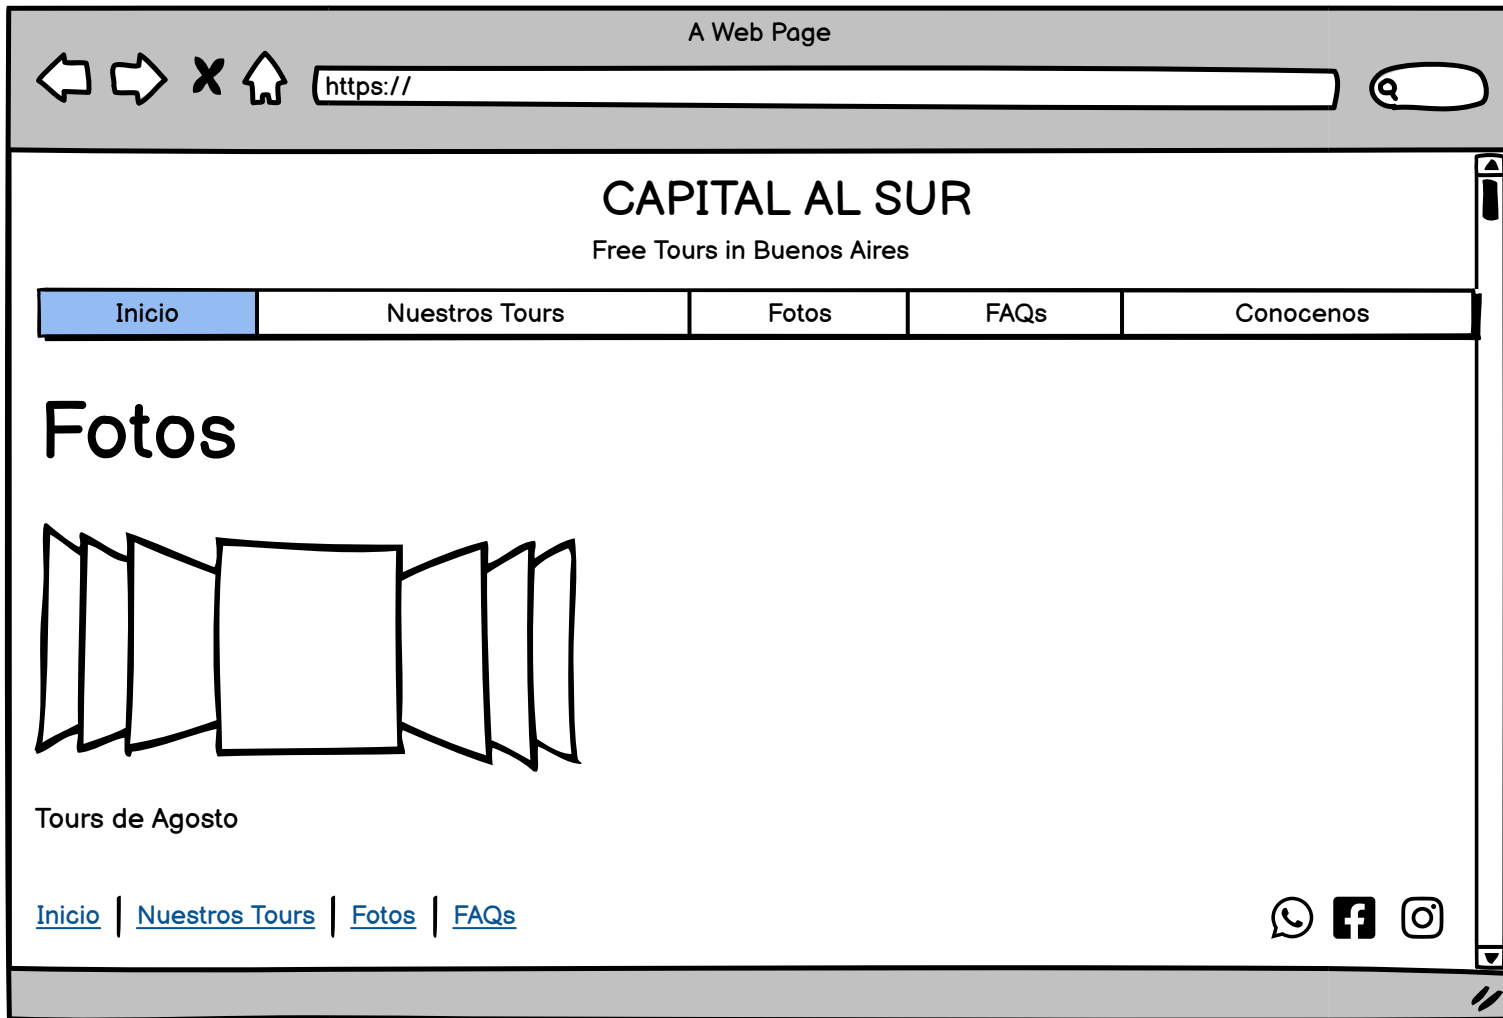 A Web Page
https://
CAPITAL AL SUR
Free Tours in Buenos Aires
Inicio Nuestros Tours Fotos FAQs Conocenos
Fotos
Tours de Agosto
Inicio Nuestros Tours Fotos FAQs